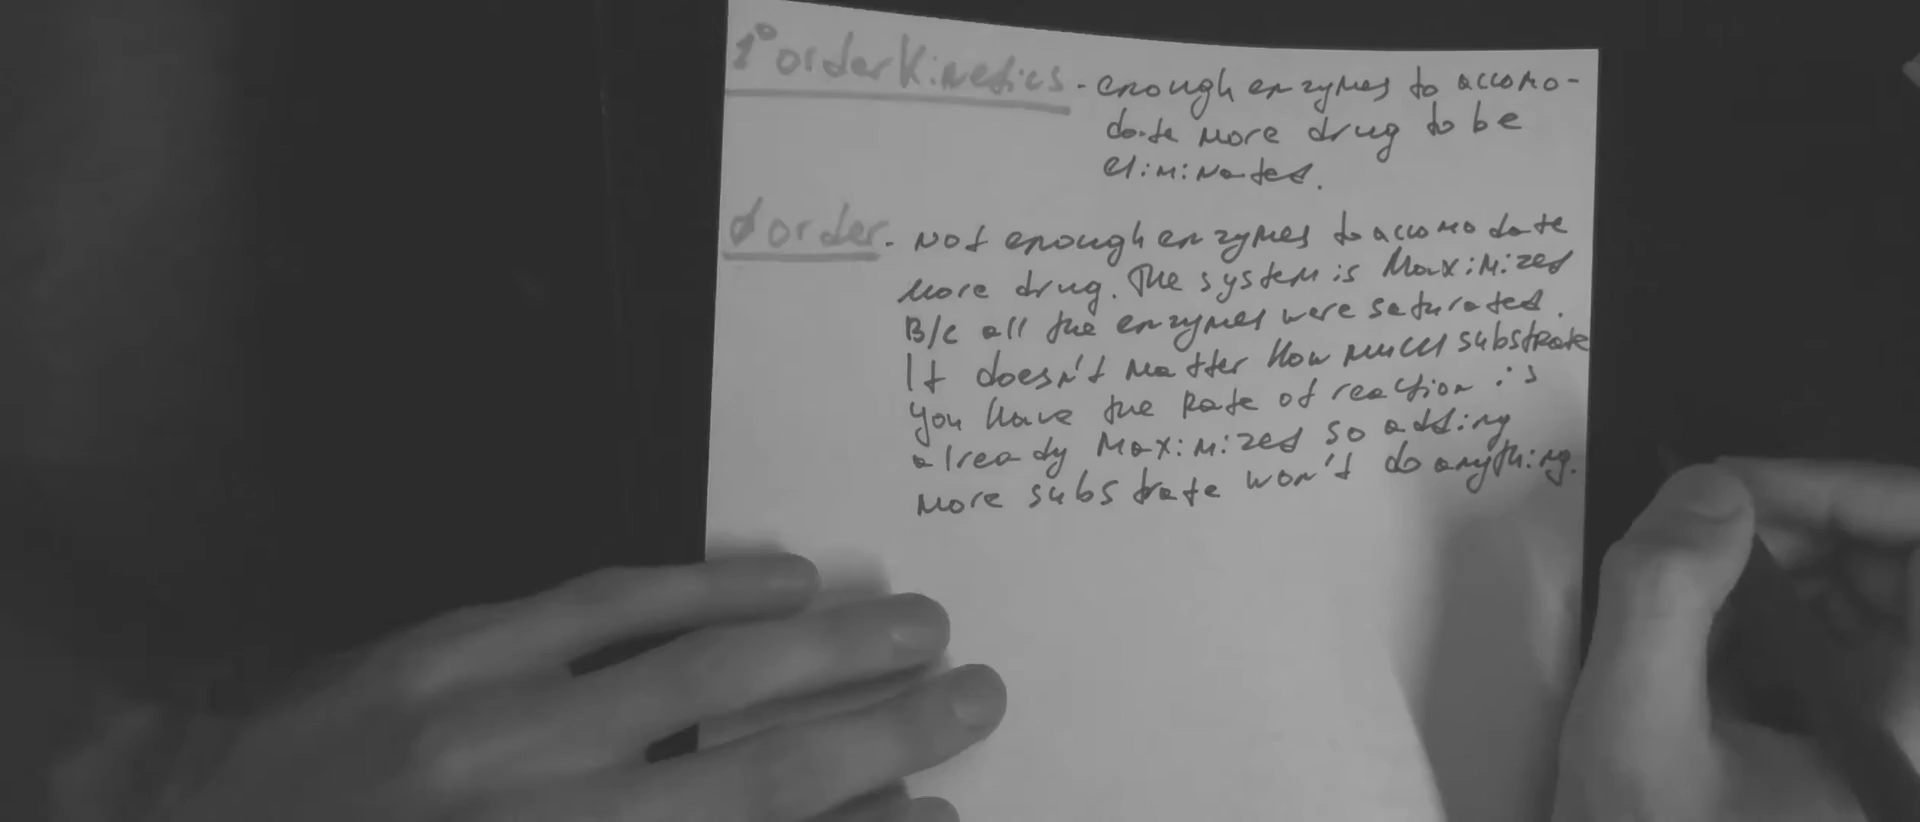 1° order Kinetics - enough enzymes to accomo-
date more drug to be
eliminated.
Ø order - Not enough enzymes to accomodate
more drug. The system is Maximized
B/c all the enzymes were saturated.
It doesn't matter How much substrate
you have the Rate of reaction is
already Maximized so adding
More substrate won't do anything.